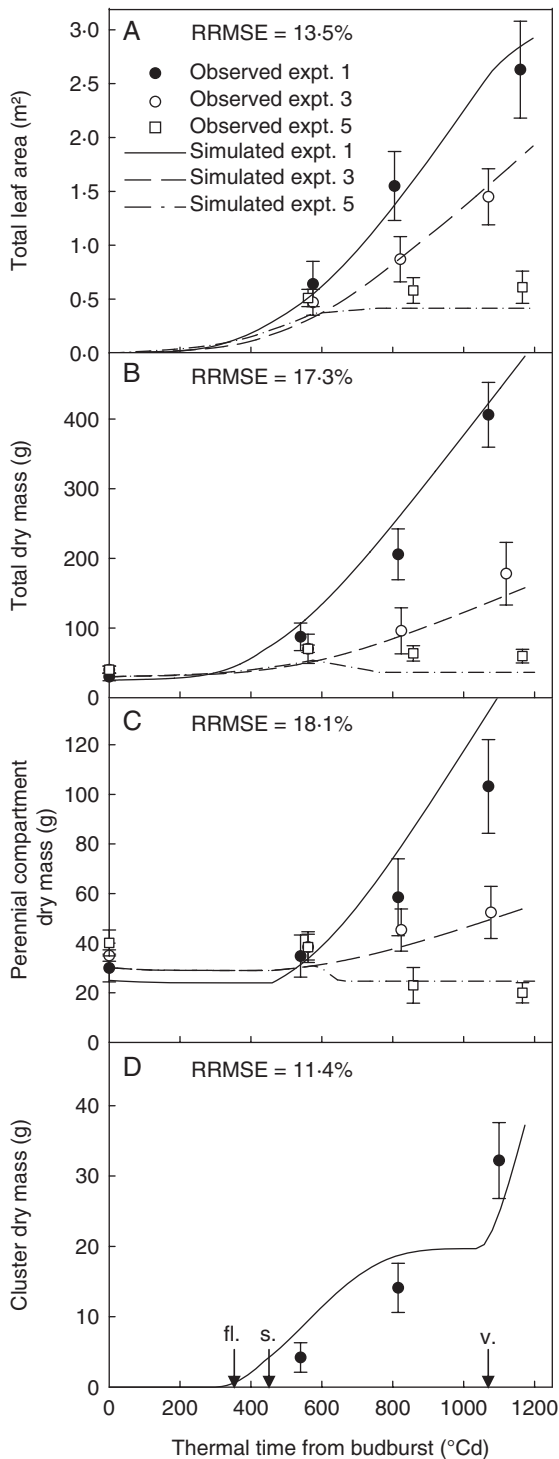 A
RRMSE = 13·5%
Observed expt. 1
Observed expt. 3
Observed expt. 5
Simulated expt. 1
Simulated expt. 3
Simulated expt. 5
Total leaf area (m²)
3·0
2·5
2·0
1·5
1·0
0·5
0·0
B
RRMSE = 17·3%
Total dry mass (g)
400
300
200
100
0
C
RRMSE = 18·1%
Perennial compartment
dry mass (g)
120
100
80
60
40
20
0
D
RRMSE = 11·4%
Cluster dry mass (g)
40
30
20
10
0
fl.
s.
v.
0 200 400 600 800 1000 1200
Thermal time from budburst (°Cd)